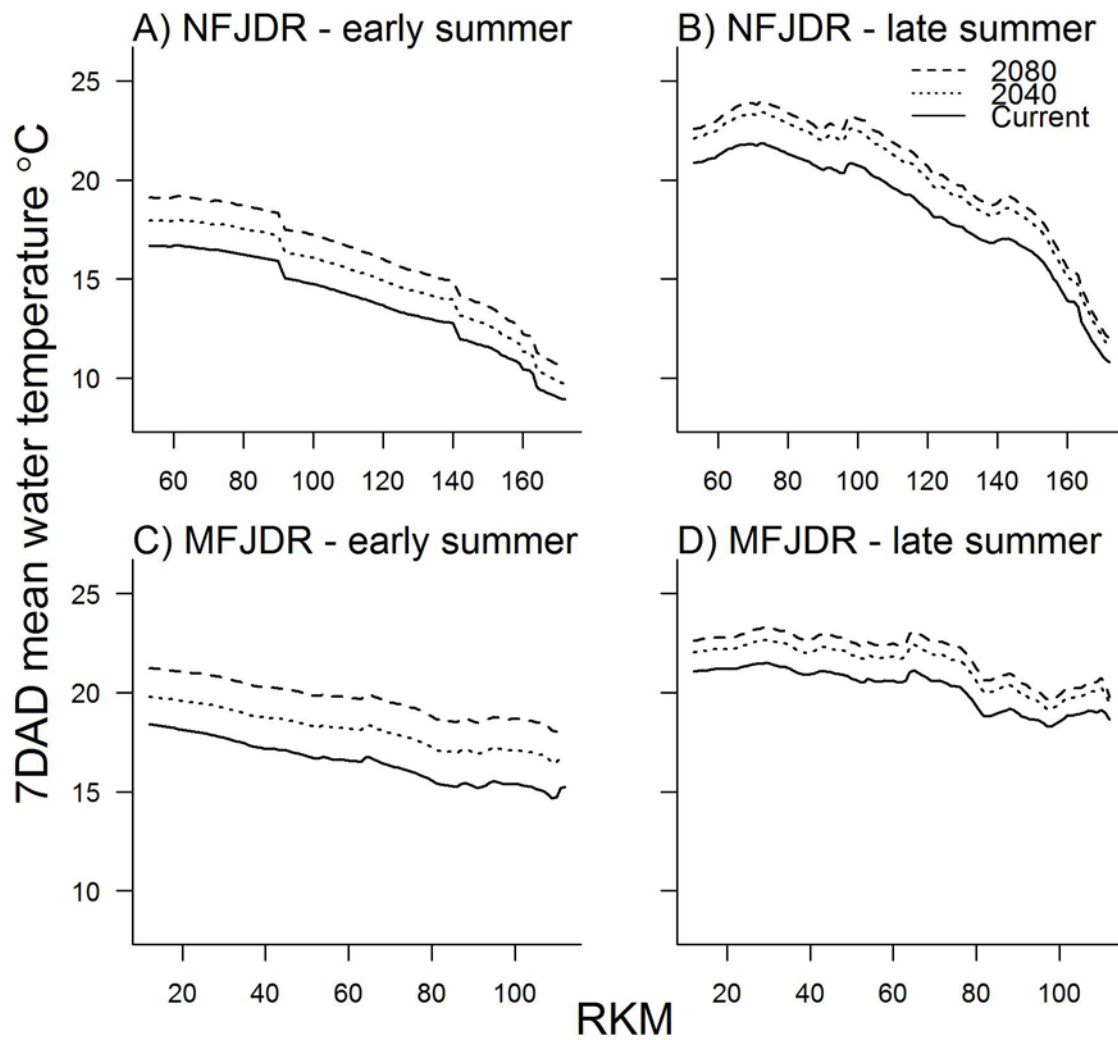 A) NFJDR - early summer
B) NFJDR - late summer
2080
2040
Current
25
20
15
10
60 80 100 120 140 160
60 80 100 120 140 160
C) MFJDR - early summer
D) MFJDR - late summer
25
20
15
10
20 40 60 80 100
20 40 60 80 100
7DAD mean water temperature °C
RKM